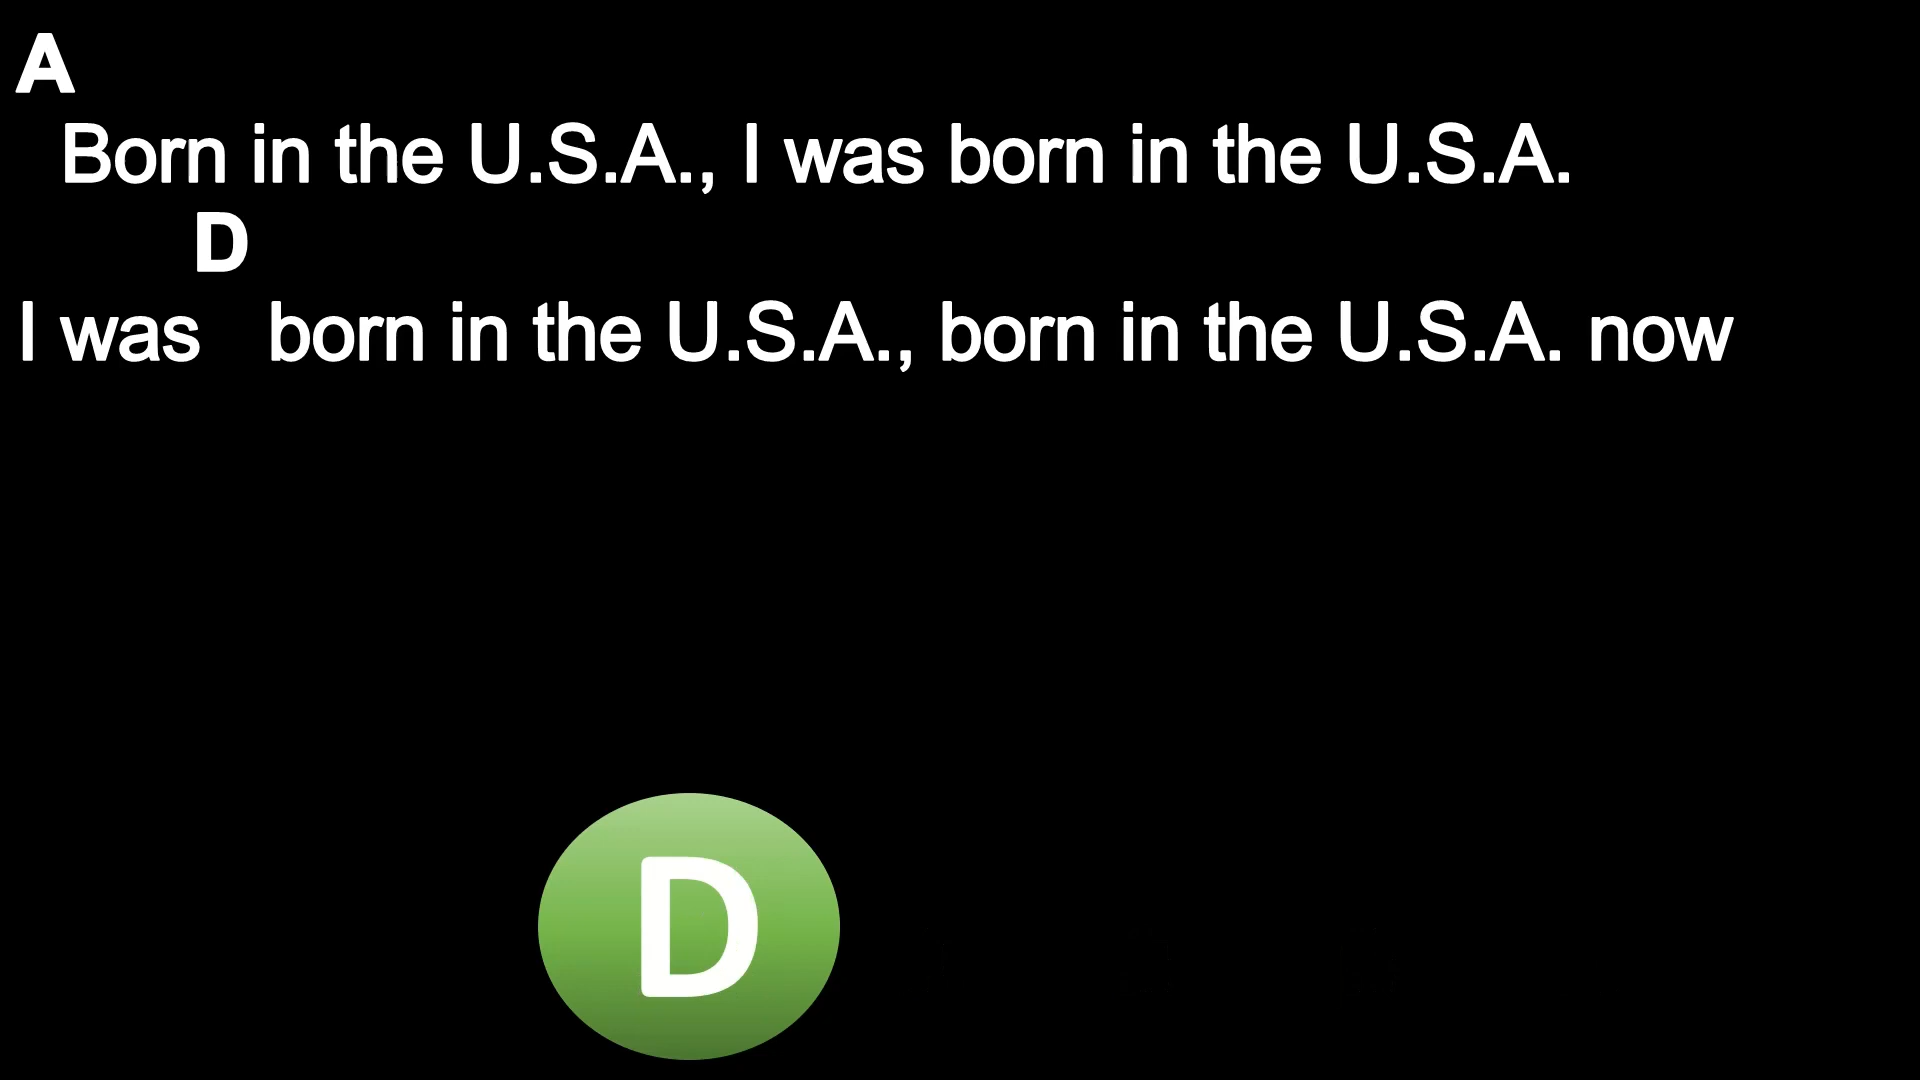 A
Born in the U.S.A., I was born in the U.S.A.
D
I was born in the U.S.A., born in the U.S.A. now
D